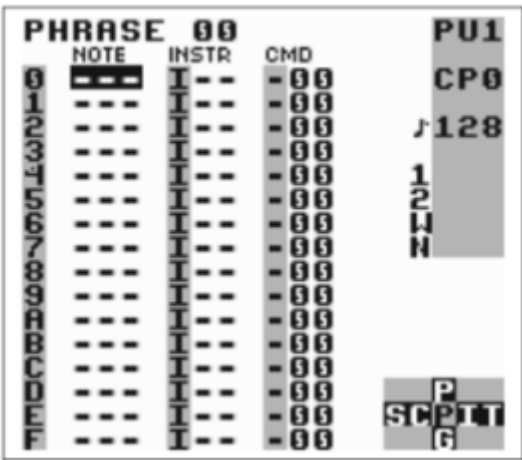 PHRASE 00 PU1
NOTE INSTR CMD
0 --- I-- -00 CP0
1 --- I-- -00
2 --- I-- -00 ♪128
3 --- I-- -00
4 --- I-- -00 1
5 --- I-- -00 2
6 --- I-- -00 W
7 --- I-- -00 N
8 --- I-- -00
9 --- I-- -00
A --- I-- -00
B --- I-- -00
C --- I-- -00
D --- I-- -00 P
E --- I-- -00 SCPIT
F --- I-- -00 G